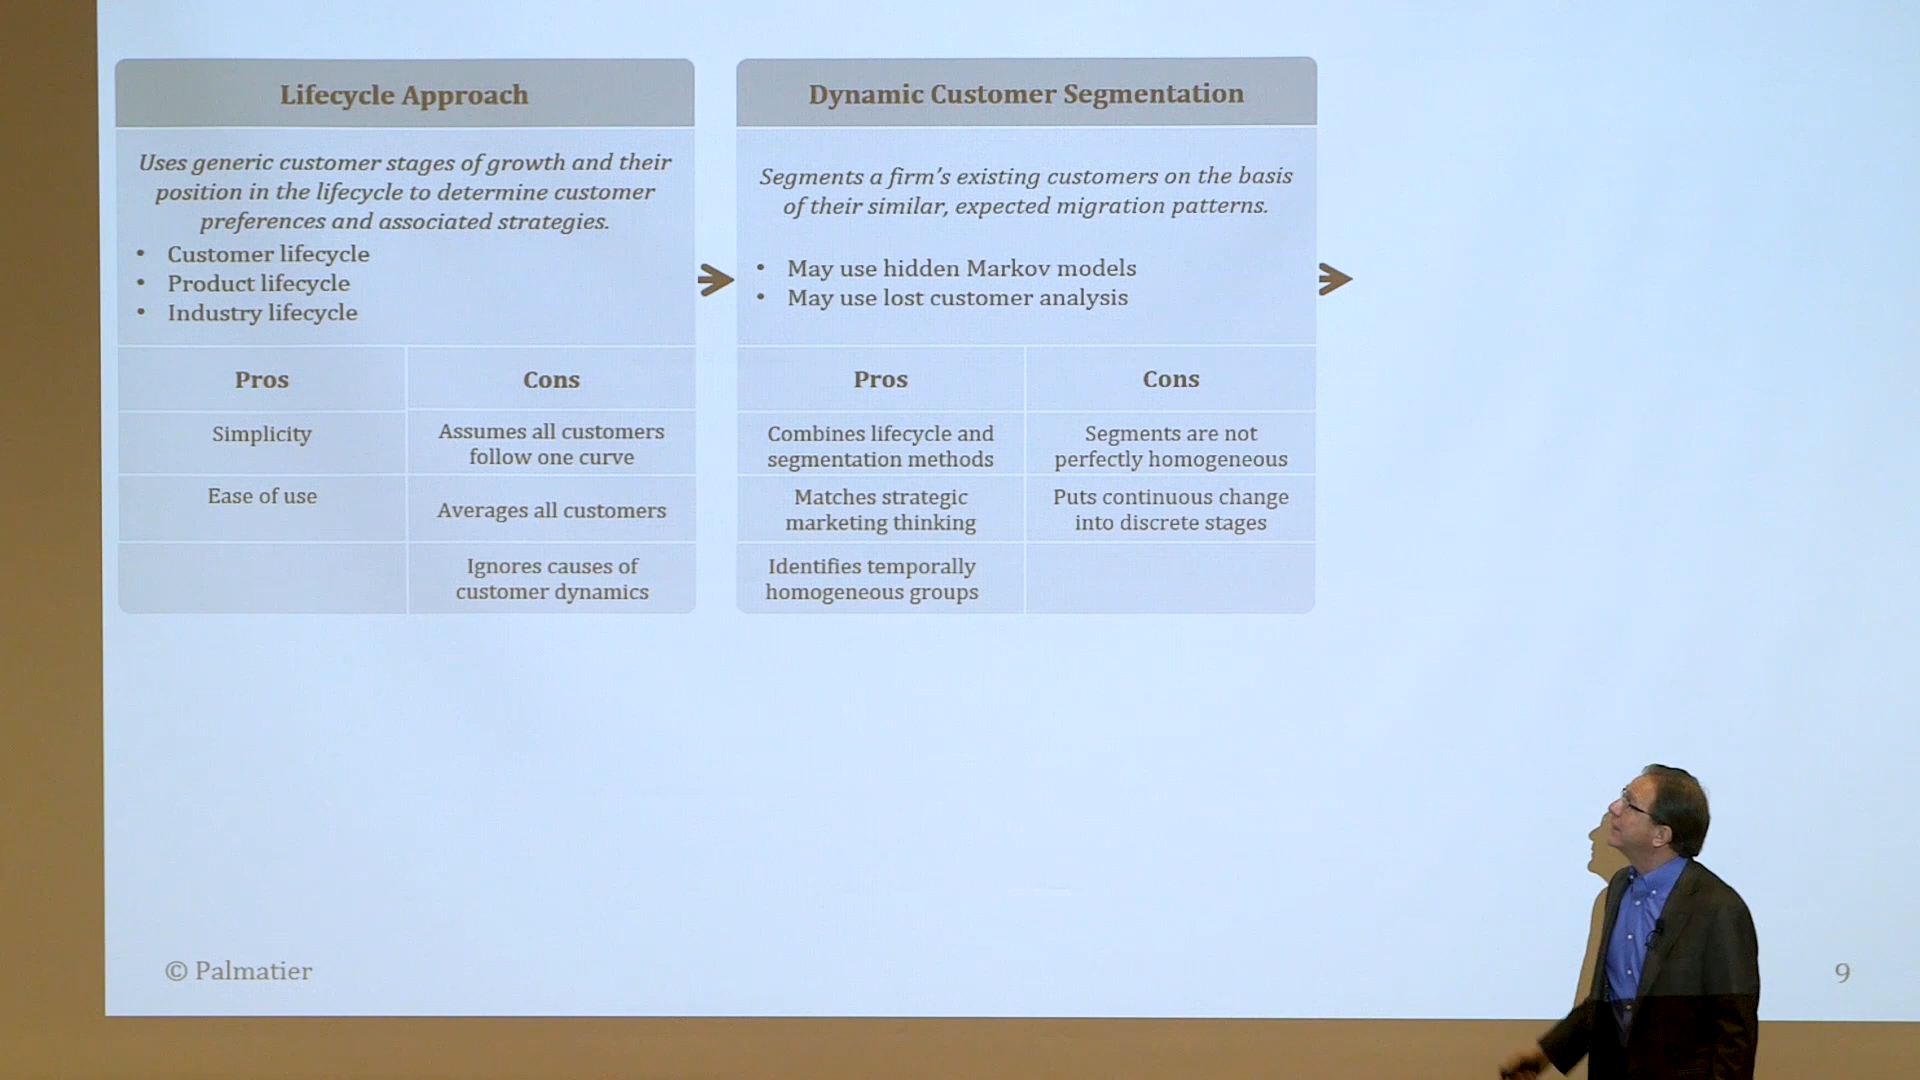 Lifecycle Approach
Uses generic customer stages of growth and their
position in the lifecycle to determine customer
preferences and associated strategies.
• Customer lifecycle
• Product lifecycle
• Industry lifecycle
Pros
Cons
Simplicity
Assumes all customers
follow one curve
Ease of use
Averages all customers
Ignores causes of
customer dynamics
Dynamic Customer Segmentation
Segments a firm's existing customers on the basis
of their similar, expected migration patterns.
• May use hidden Markov models
• May use lost customer analysis
Pros
Cons
Combines lifecycle and
segmentation methods
Segments are not
perfectly homogeneous
Matches strategic
marketing thinking
Puts continuous change
into discrete stages
Identifies temporally
homogeneous groups
© Palmatier
9